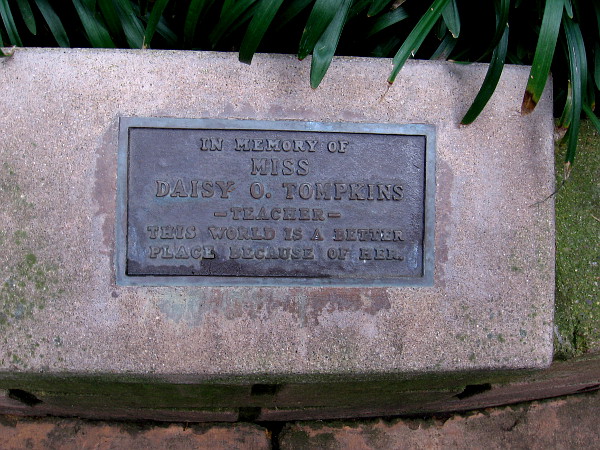 IN MEMORY OF
MISS
DAISY O. TOMPKINS
-TEACHER-
THIS WORLD IS A BETTER
PLACE BECAUSE OF HER.